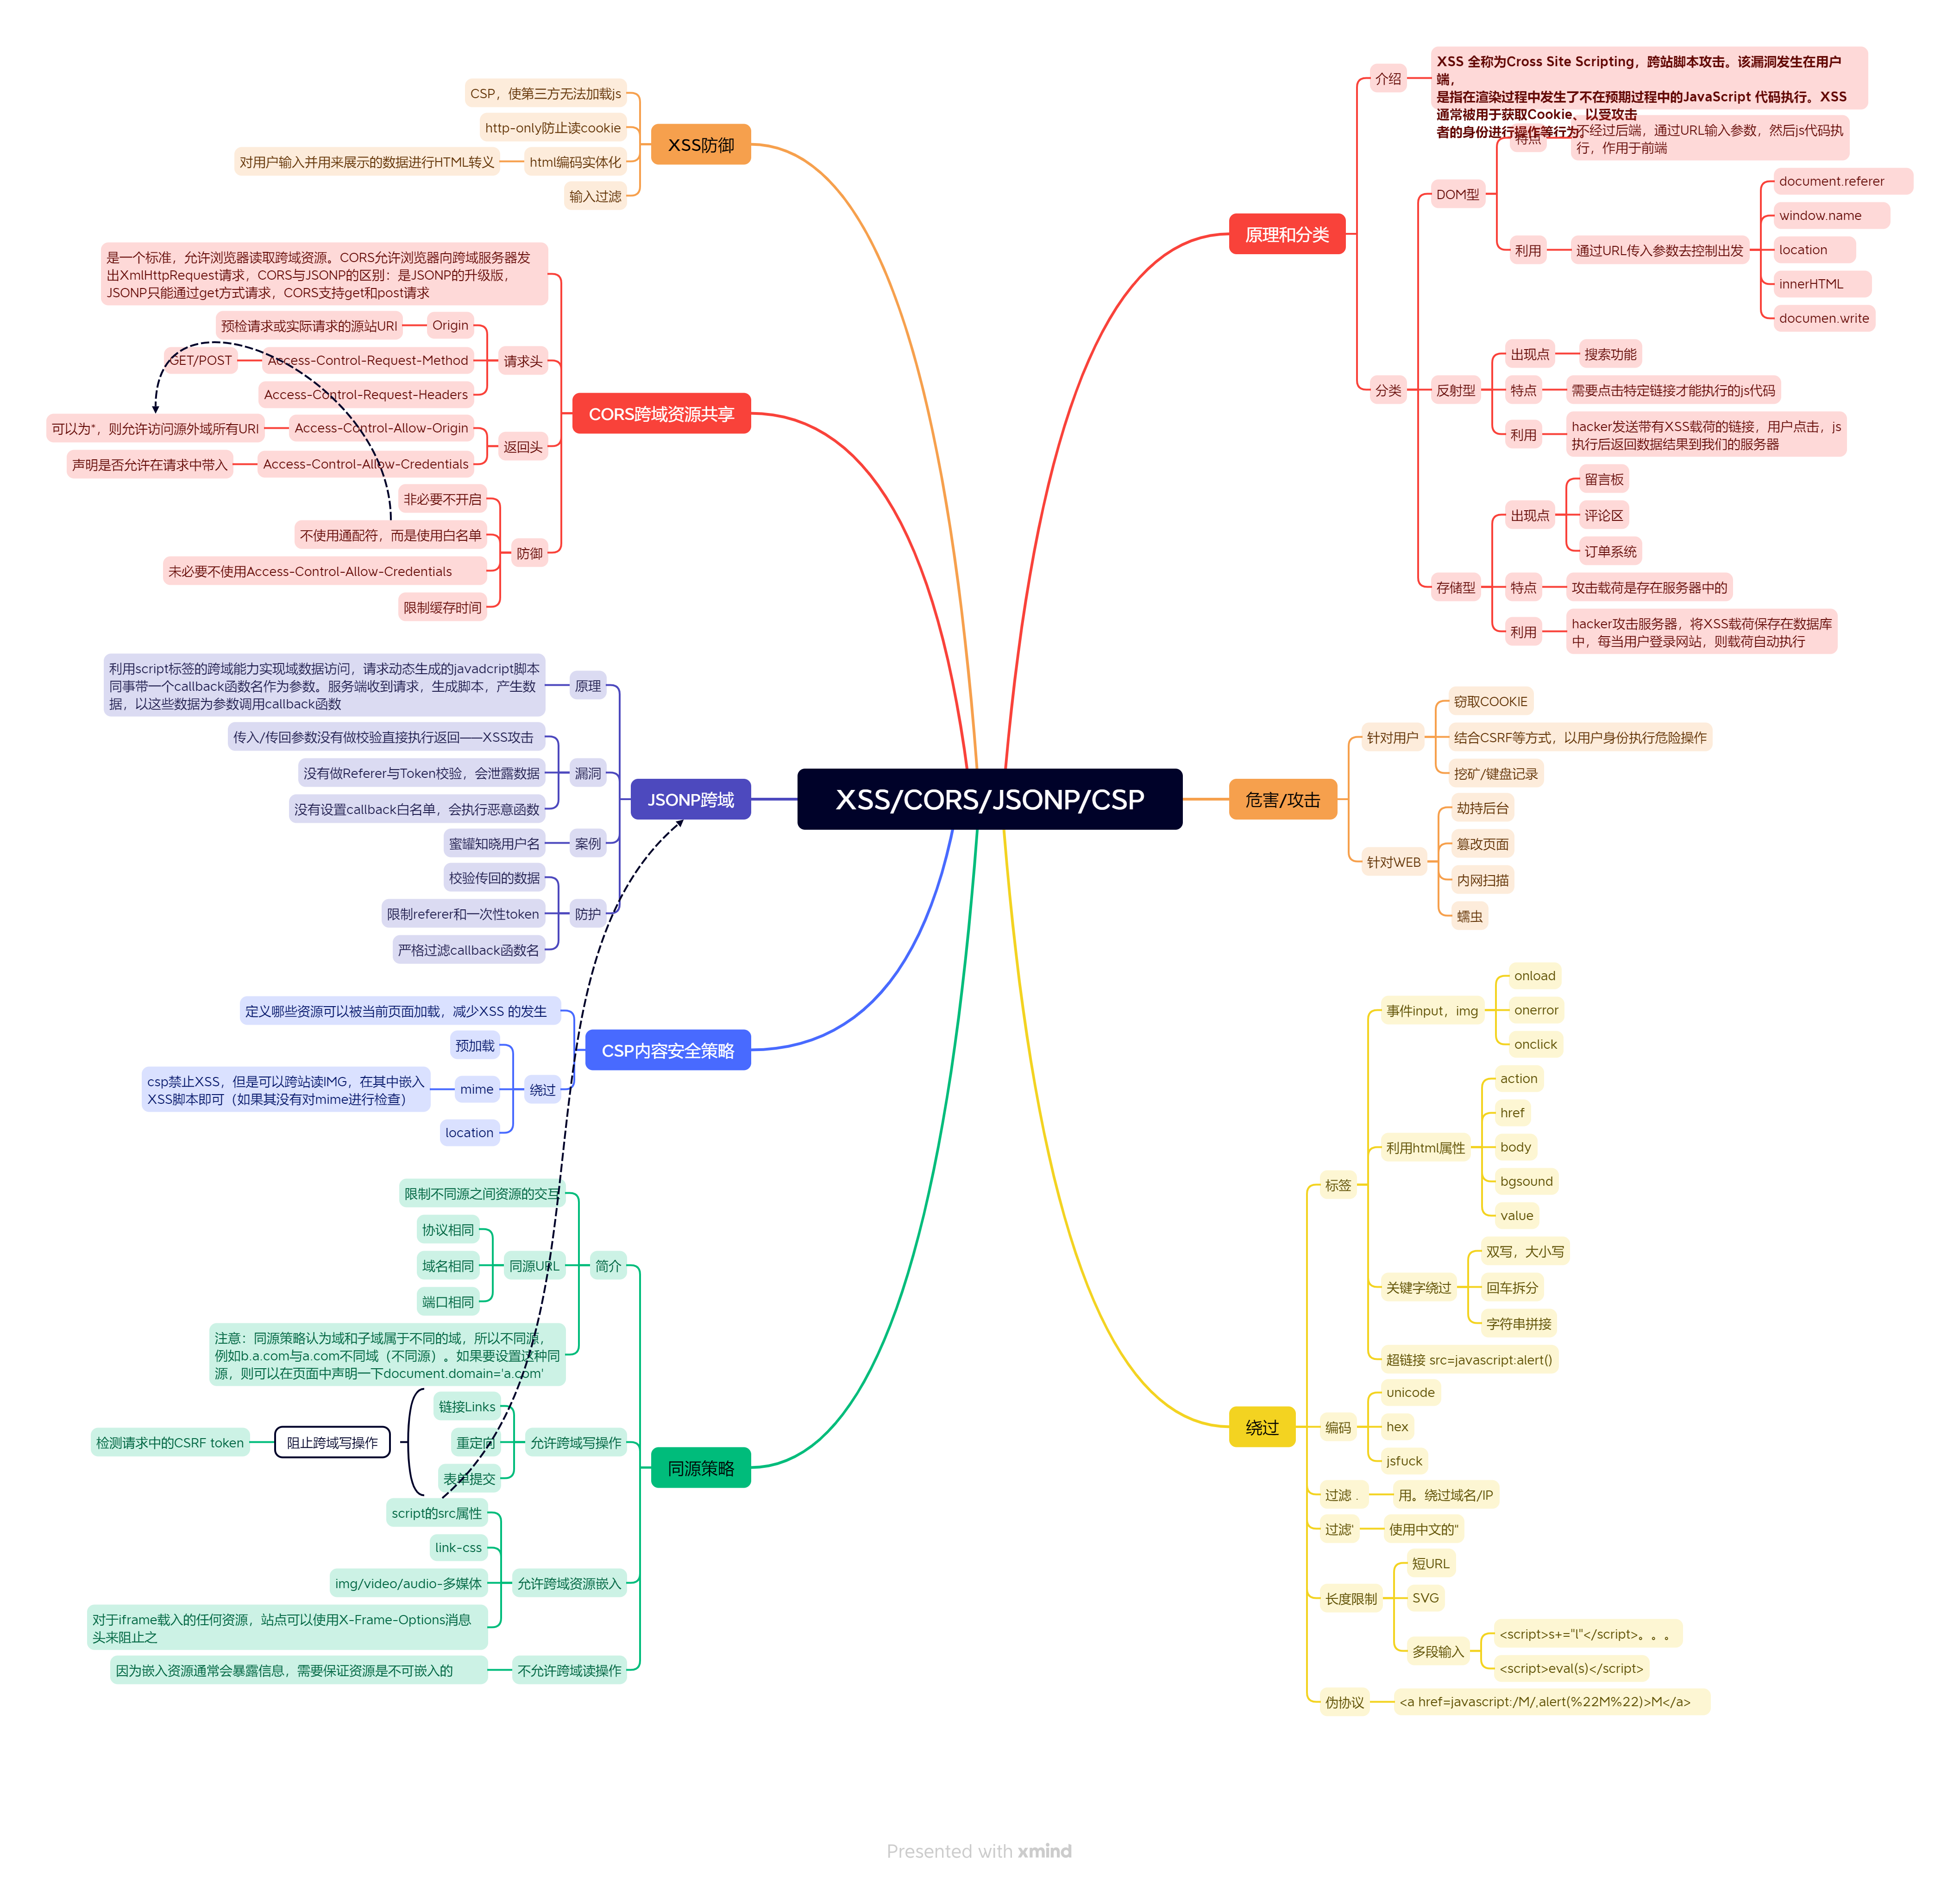 XSS/CORS/JSONP/CSP
原理和分类
介绍
XSS 全称为Cross Site Scripting，跨站脚本攻击。该漏洞发生在用户
端，
是指在渲染过程中发生了不在预期过程中的JavaScript 代码执行。XSS
通常被用于获取Cookie、以受攻击
者的身份进行操作等行为。
分类
DOM型
特点
不经过后端，通过URL输入参数，然后js代码执
行，作用于前端
利用
通过URL传入参数去控制出发
document.referer
window.name
location
innerHTML
documen.write
反射型
出现点
搜索功能
特点
需要点击特定链接才能执行的js代码
利用
hacker发送带有XSS载荷的链接，用户点击，js
执行后返回数据结果到我们的服务器
存储型
出现点
留言板
评论区
订单系统
特点
攻击载荷是存在服务器中的
利用
hacker攻击服务器，将XSS载荷保存在数据库
中，每当用户登录网站，则载荷自动执行
危害/攻击
针对用户
窃取COOKIE
结合CSRF等方式，以用户身份执行危险操作
挖矿/键盘记录
针对WEB
劫持后台
篡改页面
内网扫描
蠕虫
绕过
标签
事件input，img
onload
onerror
onclick
利用html属性
action
href
body
bgsound
value
关键字绕过
双写，大小写
回车拆分
字符串拼接
超链接 src=javascript:alert()
编码
unicode
hex
jsfuck
过滤 .
用。绕过域名/IP
过滤'
使用中文的"
长度限制
短URL
SVG
多段输入
<script>s+="l"</script>。。。
<script>eval(s)</script>
伪协议
<a href=javascript:/M/,alert(%22M%22)>M</a>
XSS防御
CSP，使第三方无法加载js
http-only防止读cookie
html编码实体化
对用户输入并用来展示的数据进行HTML转义
输入过滤
CORS跨域资源共享
是一个标准，允许浏览器读取跨域资源。CORS允许浏览器向跨域服务器发
出XmlHttpRequest请求，CORS与JSONP的区别：是JSONP的升级版，
JSONP只能通过get方式请求，CORS支持get和post请求
请求头
Origin
预检请求或实际请求的源站URI
Access-Control-Request-Method
GET/POST
Access-Control-Request-Headers
返回头
Access-Control-Allow-Origin
可以为*，则允许访问源外域所有URI
Access-Control-Allow-Credentials
声明是否允许在请求中带入
防御
非必要不开启
不使用通配符，而是使用白名单
未必要不使用Access-Control-Allow-Credentials
限制缓存时间
JSONP跨域
原理
利用script标签的跨域能力实现域数据访问，请求动态生成的javadcript脚本
同事带一个callback函数名作为参数。服务端收到请求，生成脚本，产生数
据，以这些数据为参数调用callback函数
漏洞
传入/传回参数没有做校验直接执行返回——XSS攻击
没有做Referer与Token校验，会泄露数据
没有设置callback白名单，会执行恶意函数
案例
蜜罐知晓用户名
防护
校验传回的数据
限制referer和一次性token
严格过滤callback函数名
CSP内容安全策略
定义哪些资源可以被当前页面加载，减少XSS 的发生
绕过
预加载
mime
csp禁止XSS，但是可以跨站读IMG，在其中嵌入
XSS脚本即可（如果其没有对mime进行检查）
location
同源策略
简介
限制不同源之间资源的交互
同源URL
协议相同
域名相同
端口相同
注意：同源策略认为域和子域属于不同的域，所以不同源，
例如b.a.com与a.com不同域（不同源）。如果要设置这种同
源，则可以在页面中声明一下document.domain='a.com'
允许跨域写操作
链接Links
重定向
表单提交
阻止跨域写操作
检测请求中的CSRF token
允许跨域资源嵌入
script的src属性
link-css
img/video/audio-多媒体
对于iframe载入的任何资源，站点可以使用X-Frame-Options消息
头来阻止之
不允许跨域读操作
因为嵌入资源通常会暴露信息，需要保证资源是不可嵌入的
Presented with xmind